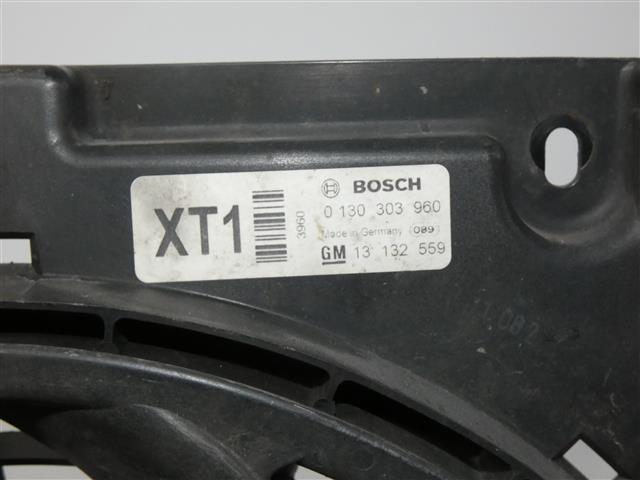 XT1
3960
BOSCH
0 130 303 960
Made in Germany (089)
GM 13 132 559